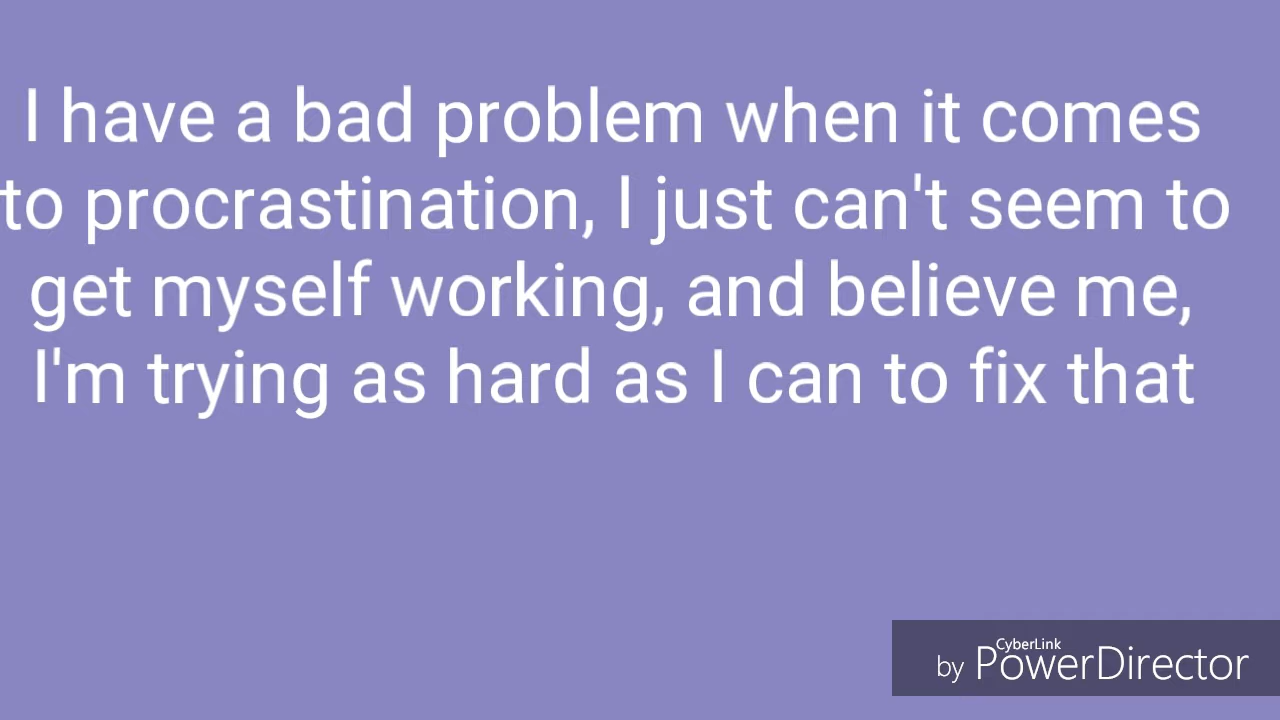 I have a bad problem when it comes
to procrastination, I just can't seem to
get myself working, and believe me,
I'm trying as hard as I can to fix that
CyberLink
by PowerDirector